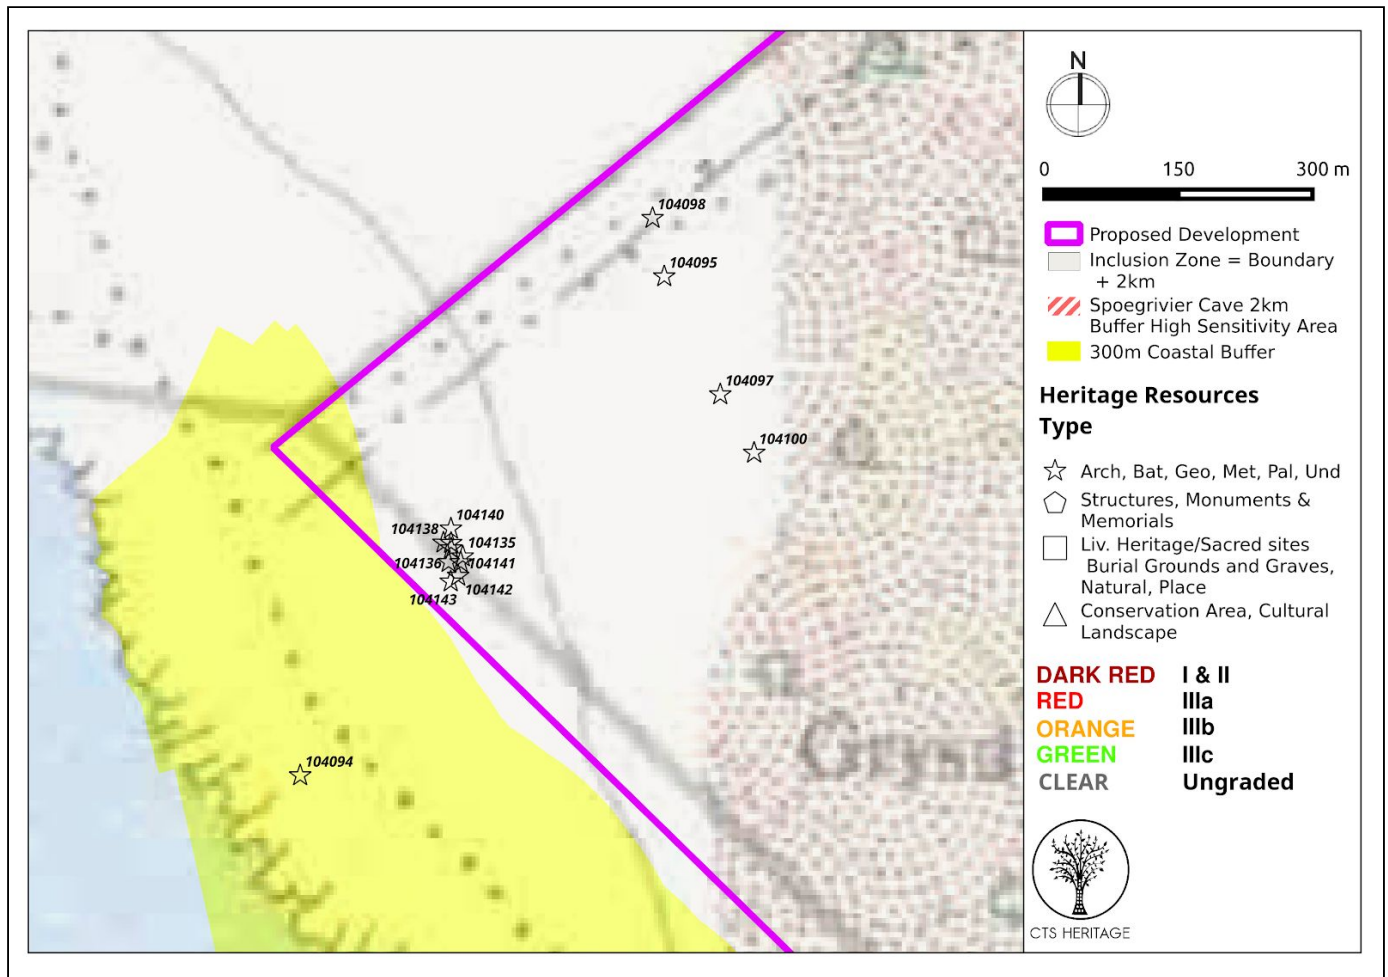 N
0 150 300 m
Proposed Development
Inclusion Zone = Boundary
+ 2km
Spoegrivier Cave 2km
Buffer High Sensitivity Area
300m Coastal Buffer
Heritage Resources
Type
Arch, Bat, Geo, Met, Pal, Und
Structures, Monuments &
Memorials
Liv. Heritage/Sacred sites
Burial Grounds and Graves,
Natural, Place
Conservation Area, Cultural
Landscape
DARK RED I & II
RED IIIa
ORANGE IIIb
GREEN IIIc
CLEAR Ungraded
CTS HERITAGE
104098
104095
104097
104100
104140
104138
104135
104136
104141
104142
104143
104094